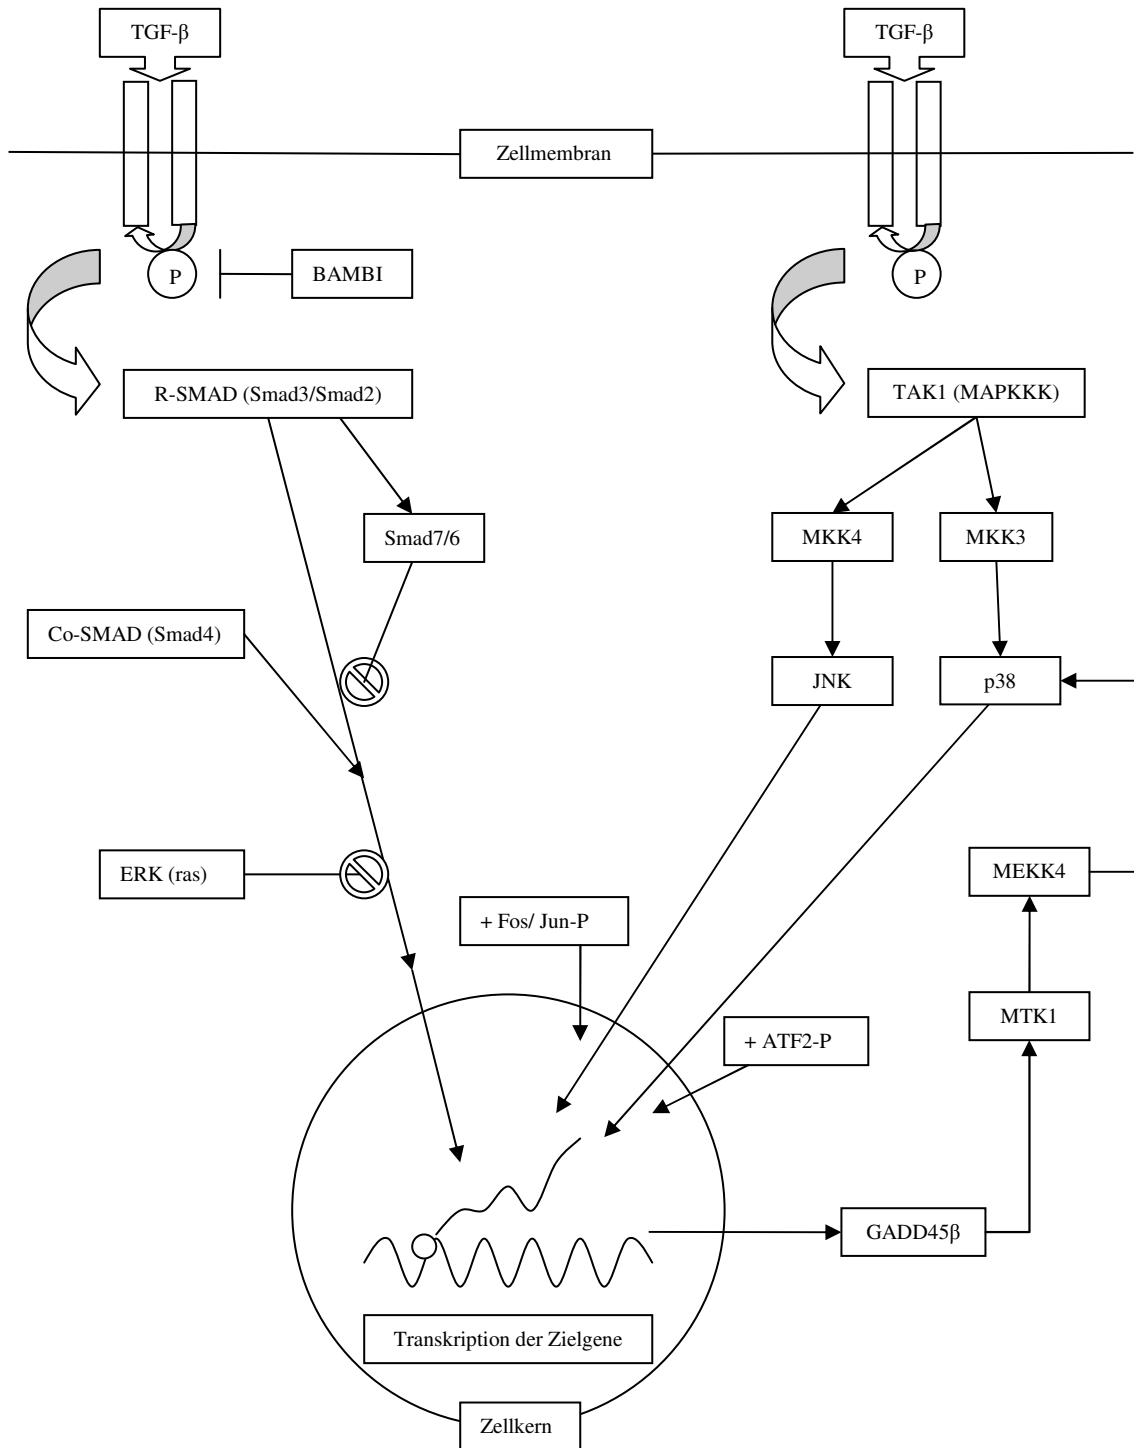 TGF-β
TGF-β
Zellmembran
P
BAMBI
P
R-SMAD (Smad3/Smad2)
TAK1 (MAPKKK)
Smad7/6
MKK4
MKK3
Co-SMAD (Smad4)
JNK
p38
ERK (ras)
MEKK4
+ Fos/ Jun-P
MTK1
+ ATF2-P
GADD45β
Transkription der Zielgene
Zellkern